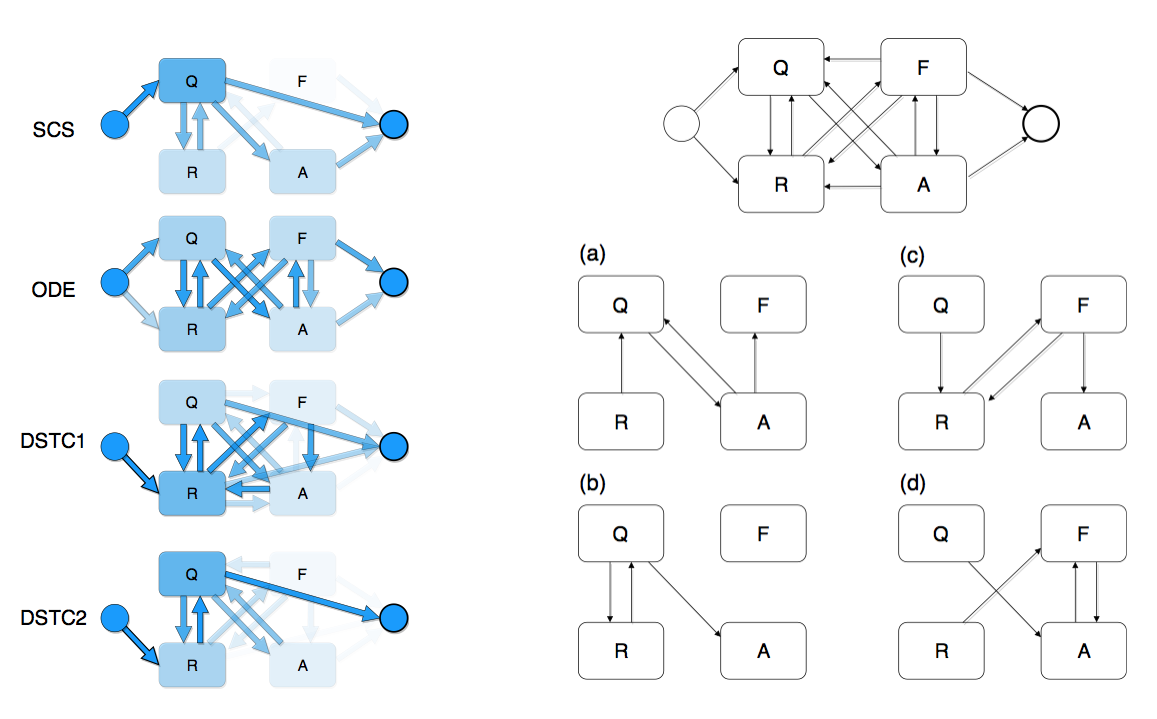 Q F
SCS
R A
Q F
ODE
R A
Q F
DSTC1
R A
Q F
DSTC2
R A
Q F
R A
(a)
Q F
R A
(b)
Q F
R A
(c)
Q F
R A
(d)
Q F
R A